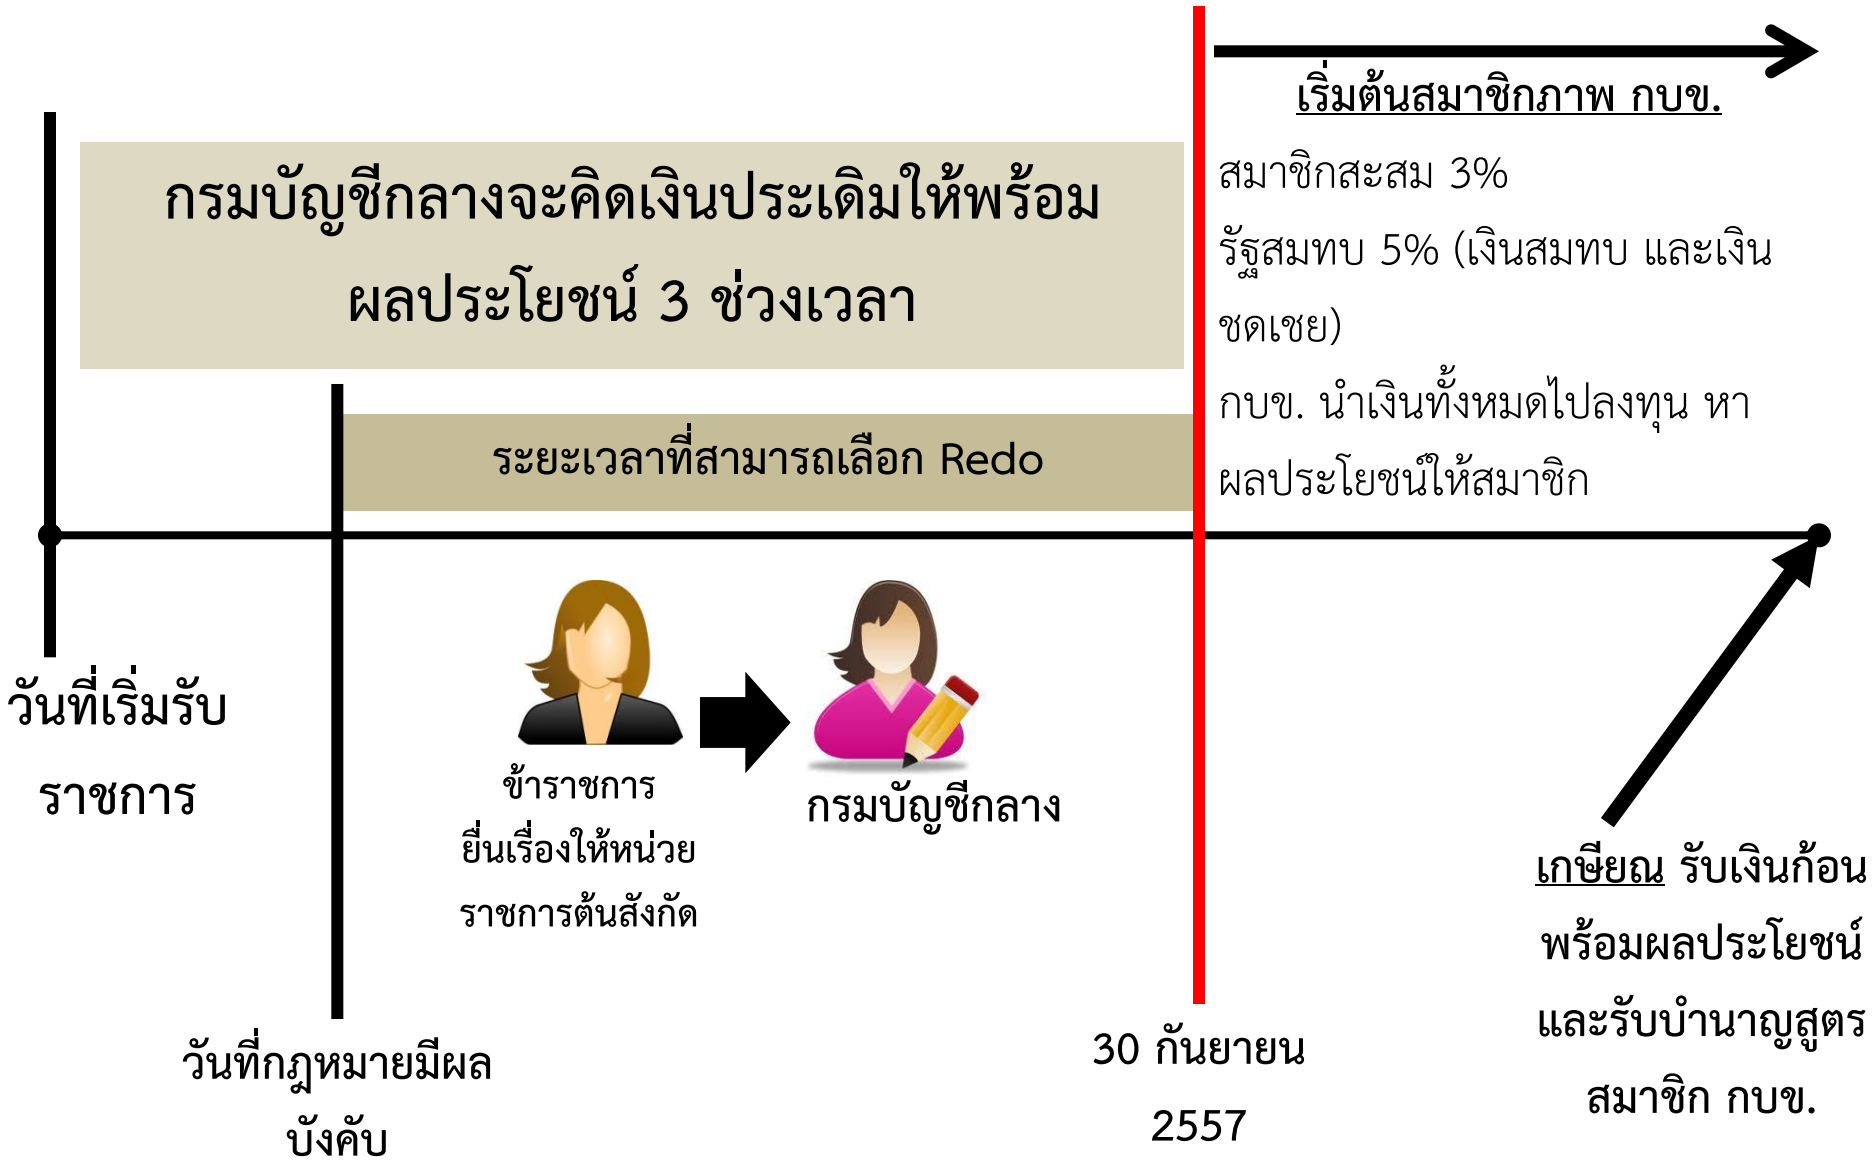 เริ่มต้นสมาชิกภาพ กบข.
กรมบัญชีกลางจะคิดเงินประเดิมให้พร้อม
ผลประโยชน์ 3 ช่วงเวลา
สมาชิกสะสม 3%
รัฐสมทบ 5% (เงินสมทบ และเงิน
ชดเชย)
กบข. นำเงินทั้งหมดไปลงทุน หา
ผลประโยชน์ให้สมาชิก
ระยะเวลาที่สามารถเลือก Redo
วันที่เริ่มรับ
ราชการ
ข้าราชการ
ยื่นเรื่องให้หน่วย
ราชการต้นสังกัด
กรมบัญชีกลาง
เกษียณ รับเงินก้อน
พร้อมผลประโยชน์
และรับบำนาญสูตร
สมาชิก กบข.
วันที่กฎหมายมีผล
บังคับ
30 กันยายน
2557